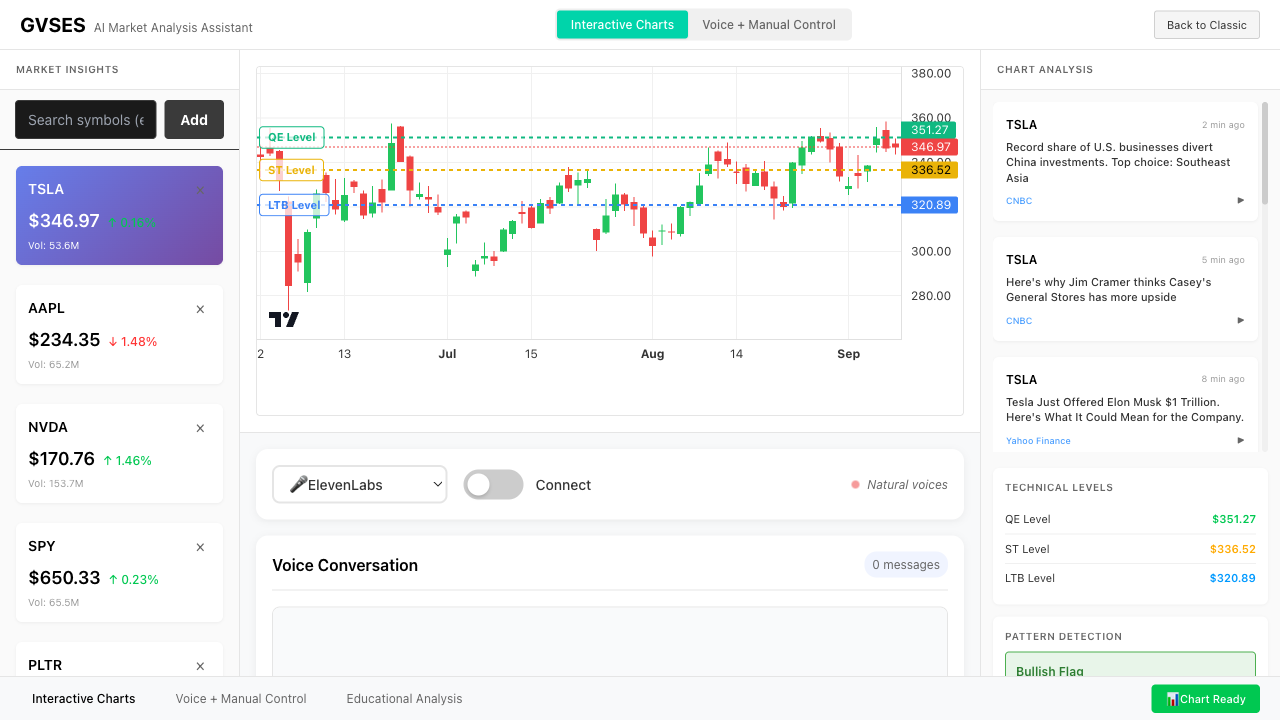 GVSES AI Market Analysis Assistant
Interactive Charts
Voice + Manual Control
Back to Classic
MARKET INSIGHTS
Search symbols (e
Add
TSLA
$346.97 ↑ 0.16%
Vol: 53.6M
AAPL ×
$234.35 ↓ 1.48%
Vol: 65.2M
NVDA ×
$170.76 ↑ 1.46%
Vol: 153.7M
SPY ×
$650.33 ↑ 0.23%
Vol: 65.5M
PLTR ×
QE Level
ST Level
LTB Level
380.00
360.00
351.27
346.97
340.00
336.52
320.89
300.00
280.00
2 13 Jul 15 Aug 14 Sep
🎤ElevenLabs
Connect
Natural voices
Voice Conversation
0 messages
CHART ANALYSIS
TSLA 2 min ago
Record share of U.S. businesses divert
China investments. Top choice: Southeast
Asia
CNBC
TSLA 5 min ago
Here's why Jim Cramer thinks Casey's
General Stores has more upside
CNBC
TSLA 8 min ago
Tesla Just Offered Elon Musk $1 Trillion.
Here's What It Could Mean for the Company.
Yahoo Finance
TECHNICAL LEVELS
QE Level $351.27
ST Level $336.52
LTB Level $320.89
PATTERN DETECTION
Bullish Flag
Interactive Charts
Voice + Manual Control
Educational Analysis
📊Chart Ready